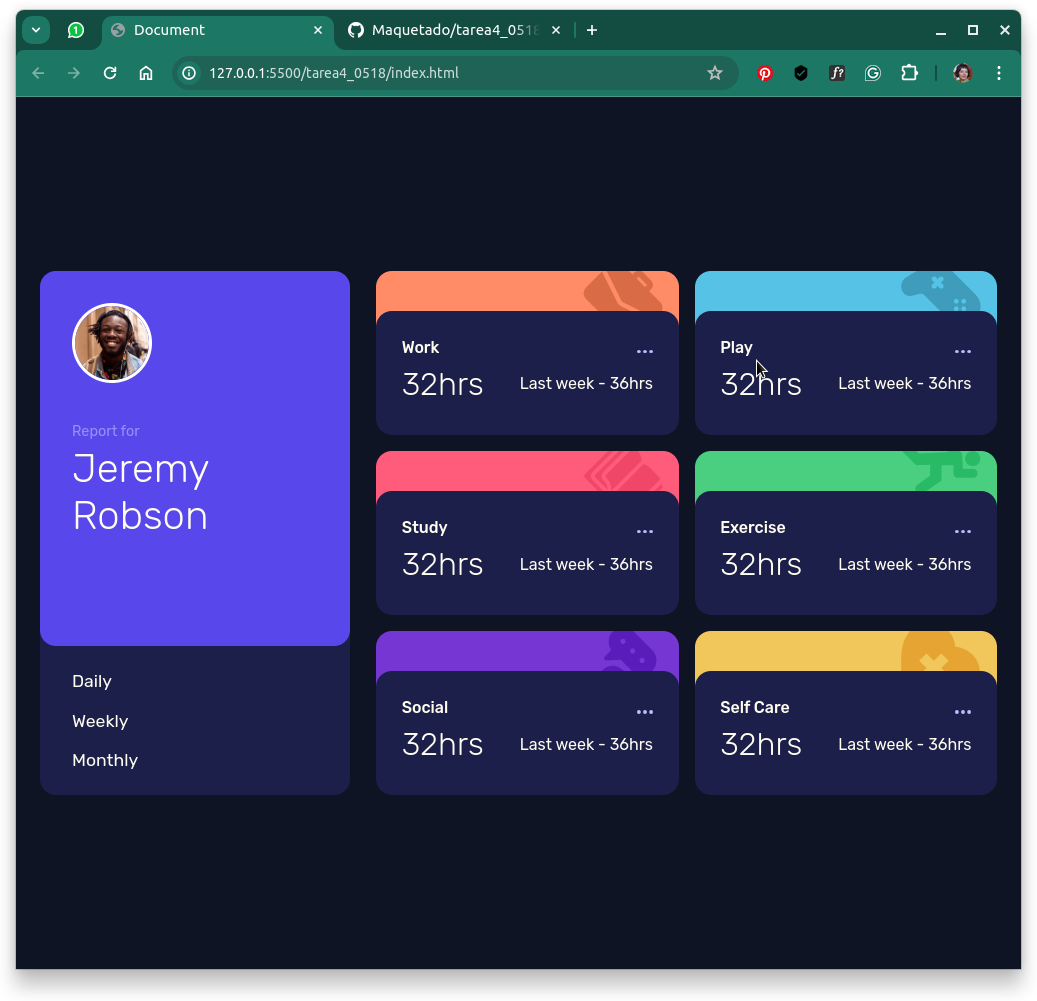 1
Document
Maquetado/tarea4_0518
127.0.0.1:5500/tarea4_0518/index.html
f?
Report for
Jeremy
Robson
Daily
Weekly
Monthly
Work
32hrs Last week - 36hrs
Play
32hrs Last week - 36hrs
Study
32hrs Last week - 36hrs
Exercise
32hrs Last week - 36hrs
Social
32hrs Last week - 36hrs
Self Care
32hrs Last week - 36hrs